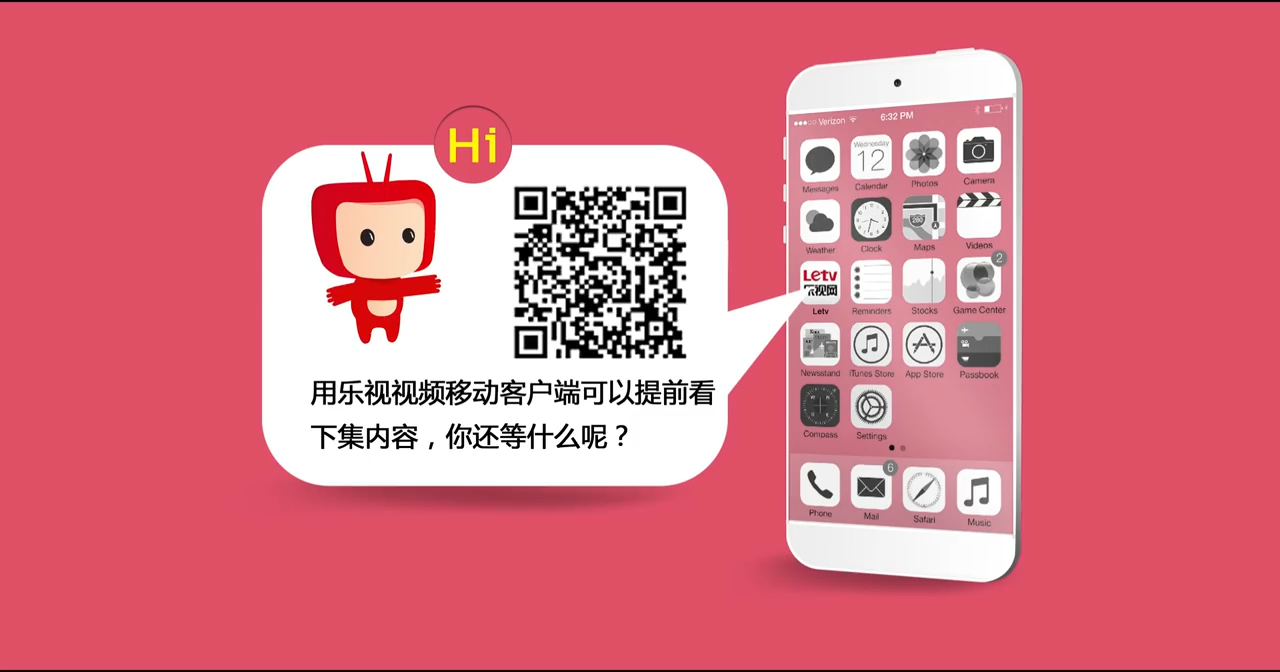 Hi
用乐视视频移动客户端可以提前看
下集内容，你还等什么呢？
Verizon 6:32 PM
Messages Calendar Photos Camera
Wednesday
12
Weather Clock Maps Videos
280
Letv
乐视网
2
Letv Reminders Stocks Game Center
Newsstand iTunes Store App Store Passbook
Compass Settings
6
Phone Mail Safari Music